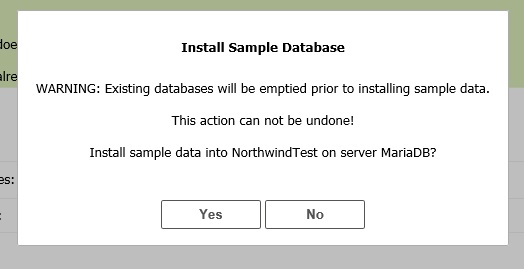 Install Sample Database
WARNING: Existing databases will be emptied prior to installing sample data.
This action can not be undone!
Install sample data into NorthwindTest on server MariaDB?
Yes
No